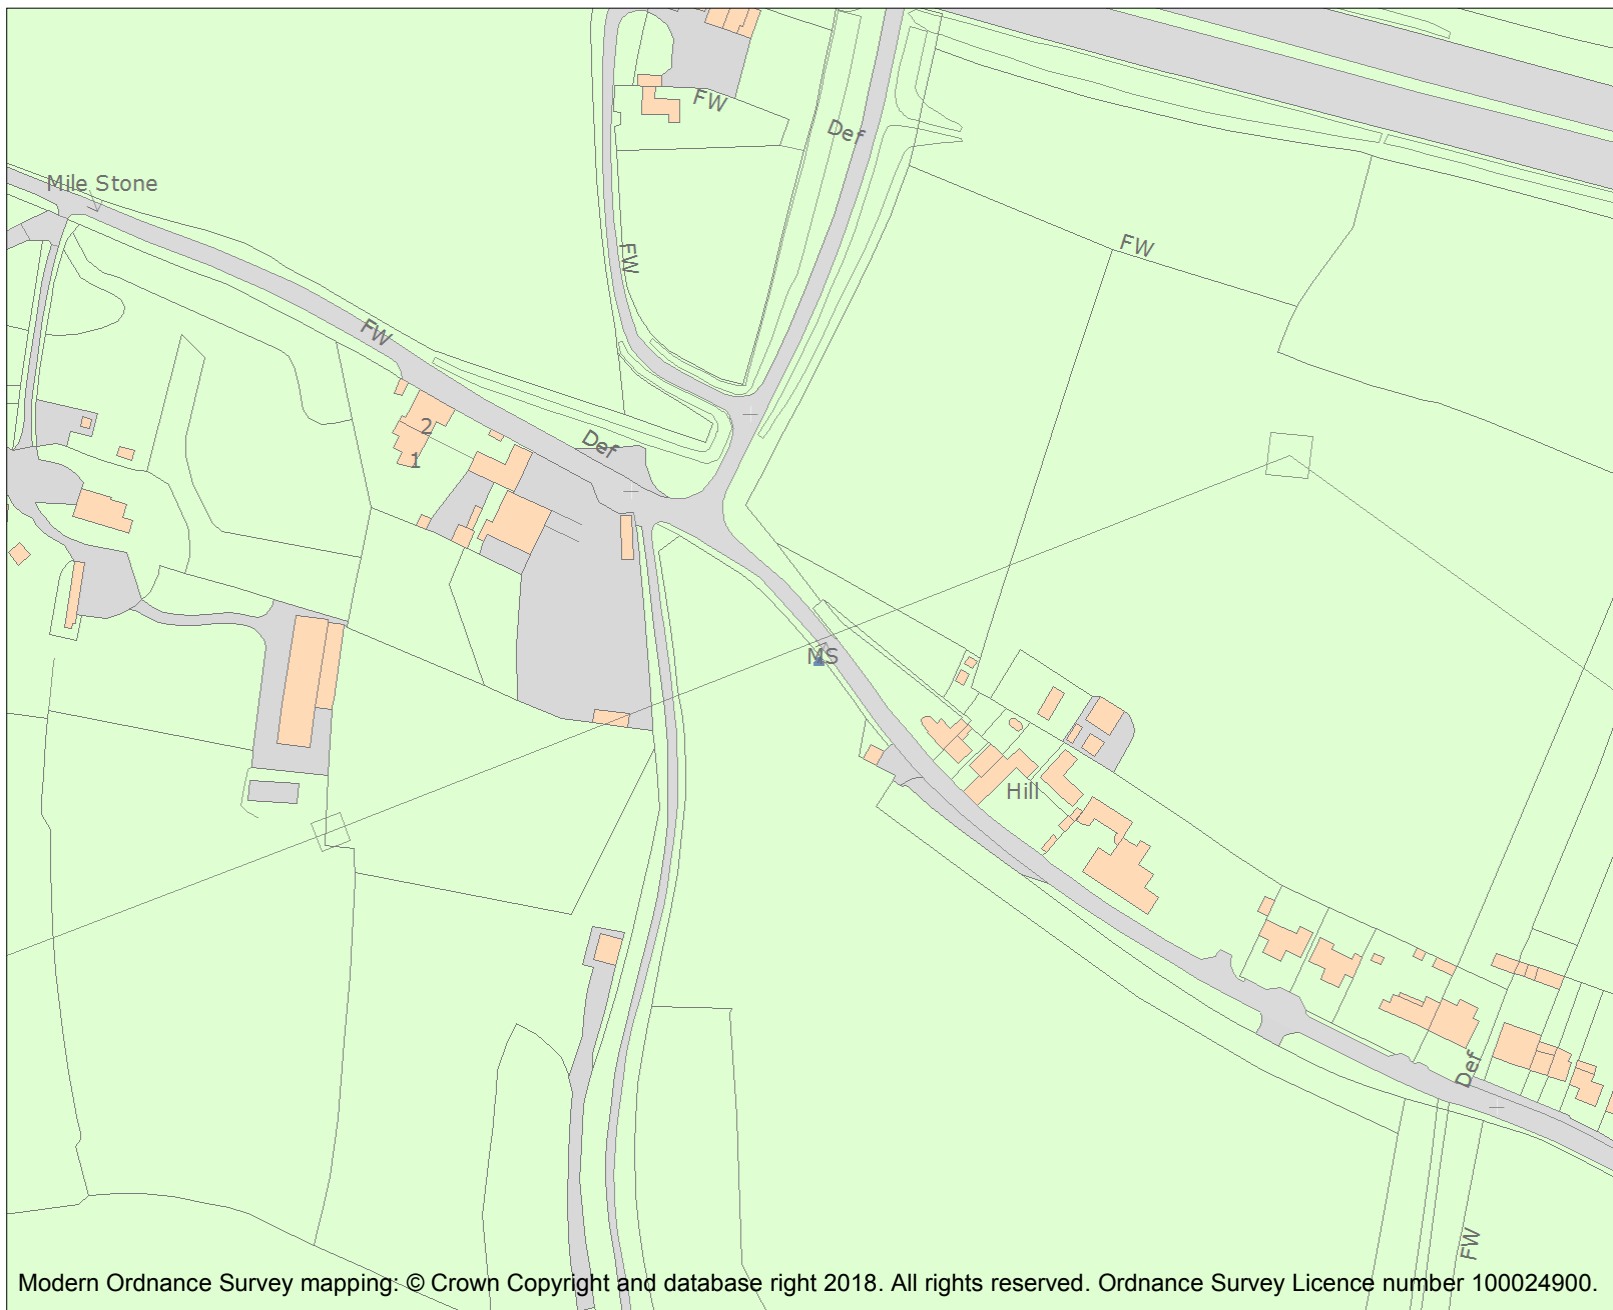 FW
Def
Mile Stone
FW
FW
FW
Def
2
1
MS
Hill
Def
FW
Modern Ordnance Survey mapping: © Crown Copyright and database right 2018. All rights reserved. Ordnance Survey Licence number 100024900.